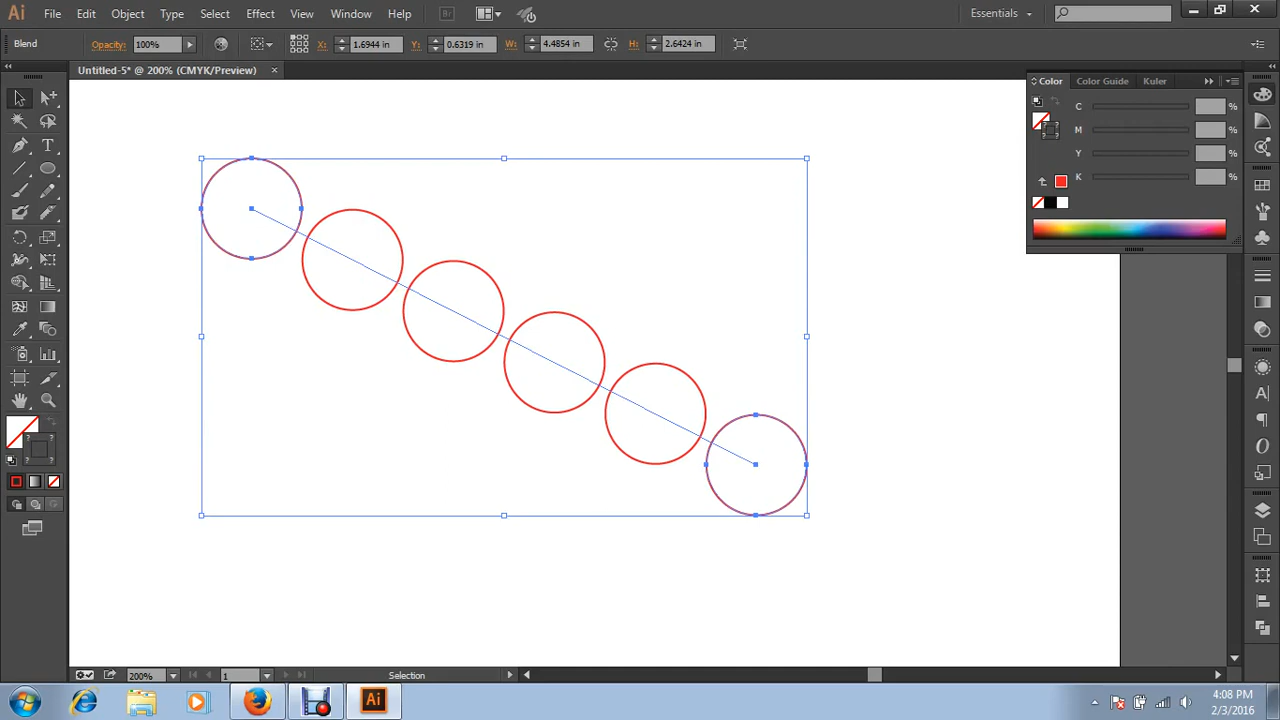 Ai File Edit Object Type Select Effect View Window Help Br Essentials
Blend Opacity: 100% X: 1.6944 in Y: 0.6319 in W: 4.4854 in H: 2.6424 in
Untitled-5* @ 200% (CMYK/Preview)
Color Color Guide Kuler
C %
M %
Y %
K %
200% 1 Selection
Ai
4:08 PM
2/3/2016